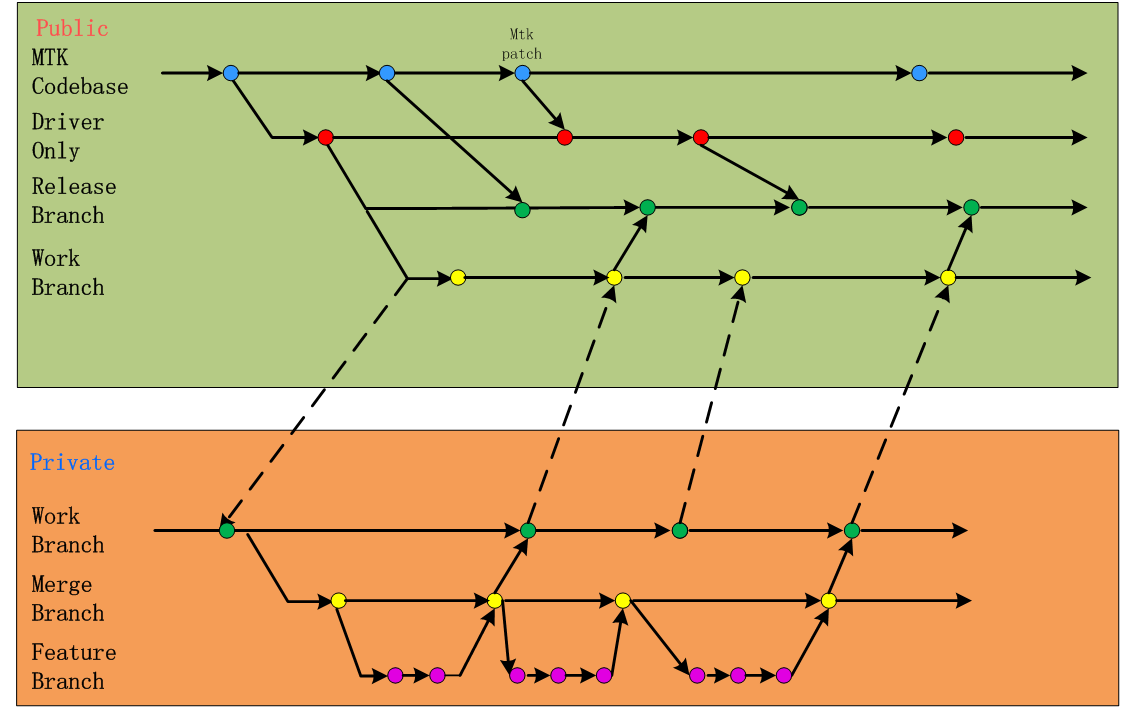 Public
MTK
Codebase
Mtk
patch
Driver
Only
Release
Branch
Work
Branch
Private
Work
Branch
Merge
Branch
Feature
Branch